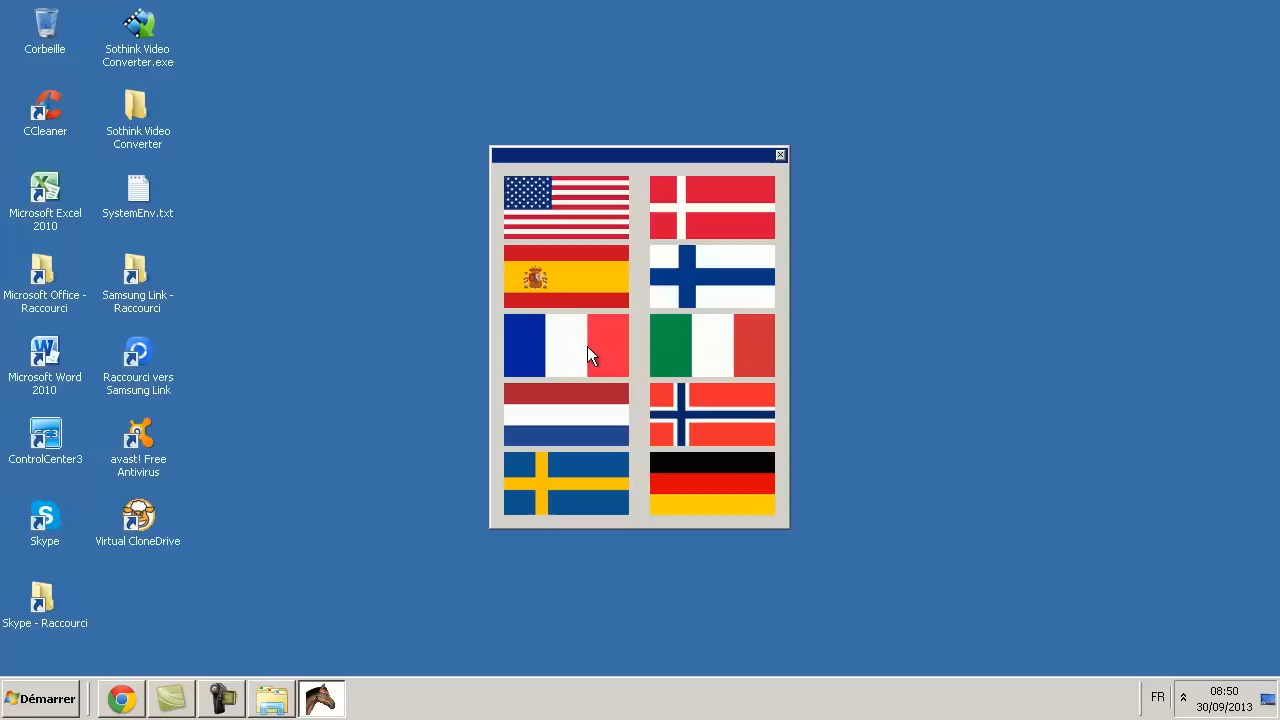 Corbeille
Sothink Video
Converter.exe
CCleaner
Sothink Video
Converter
Microsoft Excel
2010
SystemEnv.txt
Microsoft Office -
Raccourci
Samsung Link -
Raccourci
Microsoft Word
2010
Raccourci vers
Samsung Link
ControlCenter3
avast! Free
Antivirus
Skype
Virtual CloneDrive
Skype - Raccourci
Démarrer
FR
08:50
30/09/2013